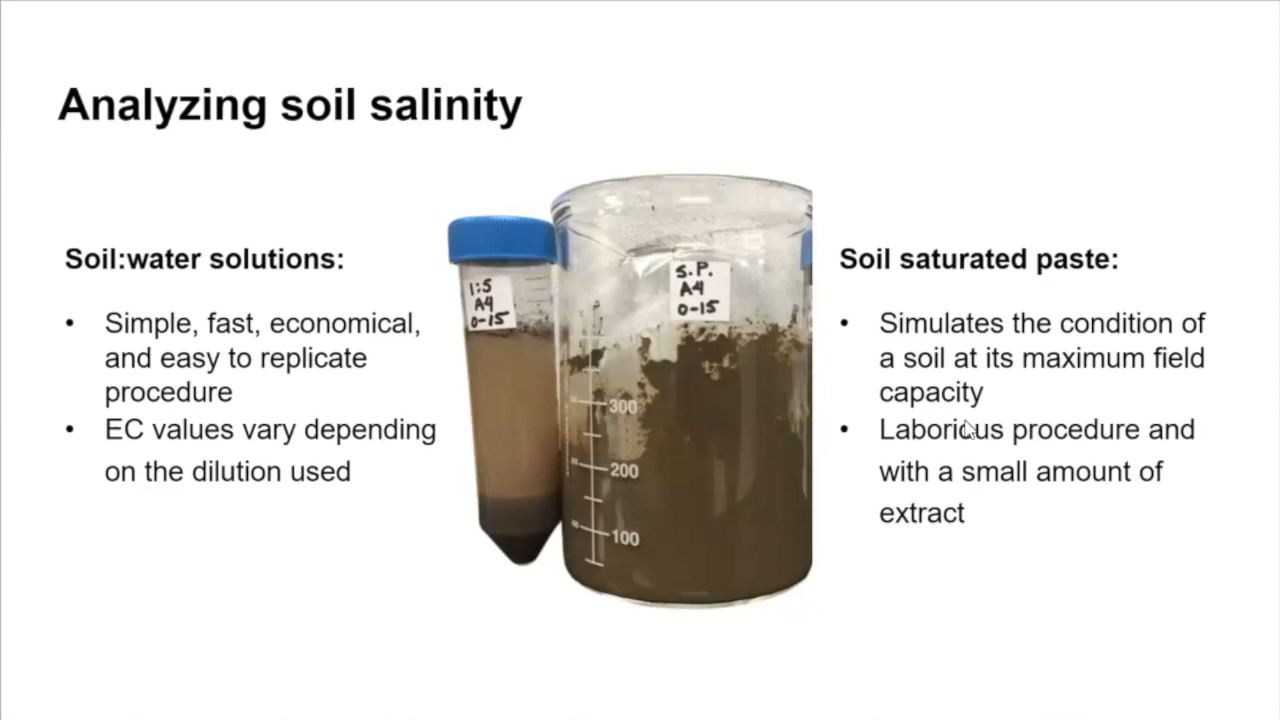 Analyzing soil salinity
Soil:water solutions:
• Simple, fast, economical,
and easy to replicate
procedure
• EC values vary depending
on the dilution used
1:5
A4
0-15
S.P.
A4
0-15
300
200
100
Soil saturated paste:
• Simulates the condition of
a soil at its maximum field
capacity
• Laborious procedure and
with a small amount of
extract